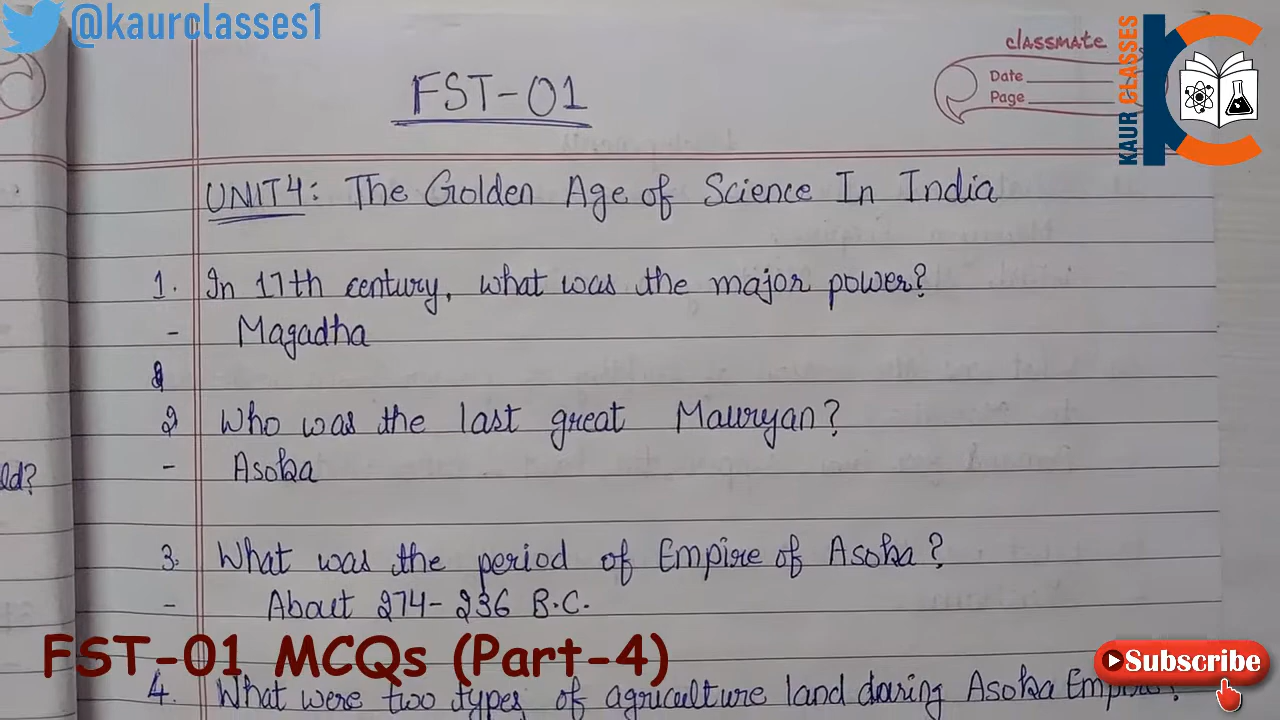 @kaurclasses1
classmate
Date
Page
KAUR CLASSES
FST-01
UNIT4: The Golden Age of Science In India
1. In 17th century, what was the major power?
- Magadha
2 Who was the last great Mauryan?
- Asoka
ld?
3. What was the period of Empire of Asoka?
- About 274-236 B.C.
FST-01 MCQs (Part-4)
Subscribe
4. What were two types of agriculture land during Asoka Empire?